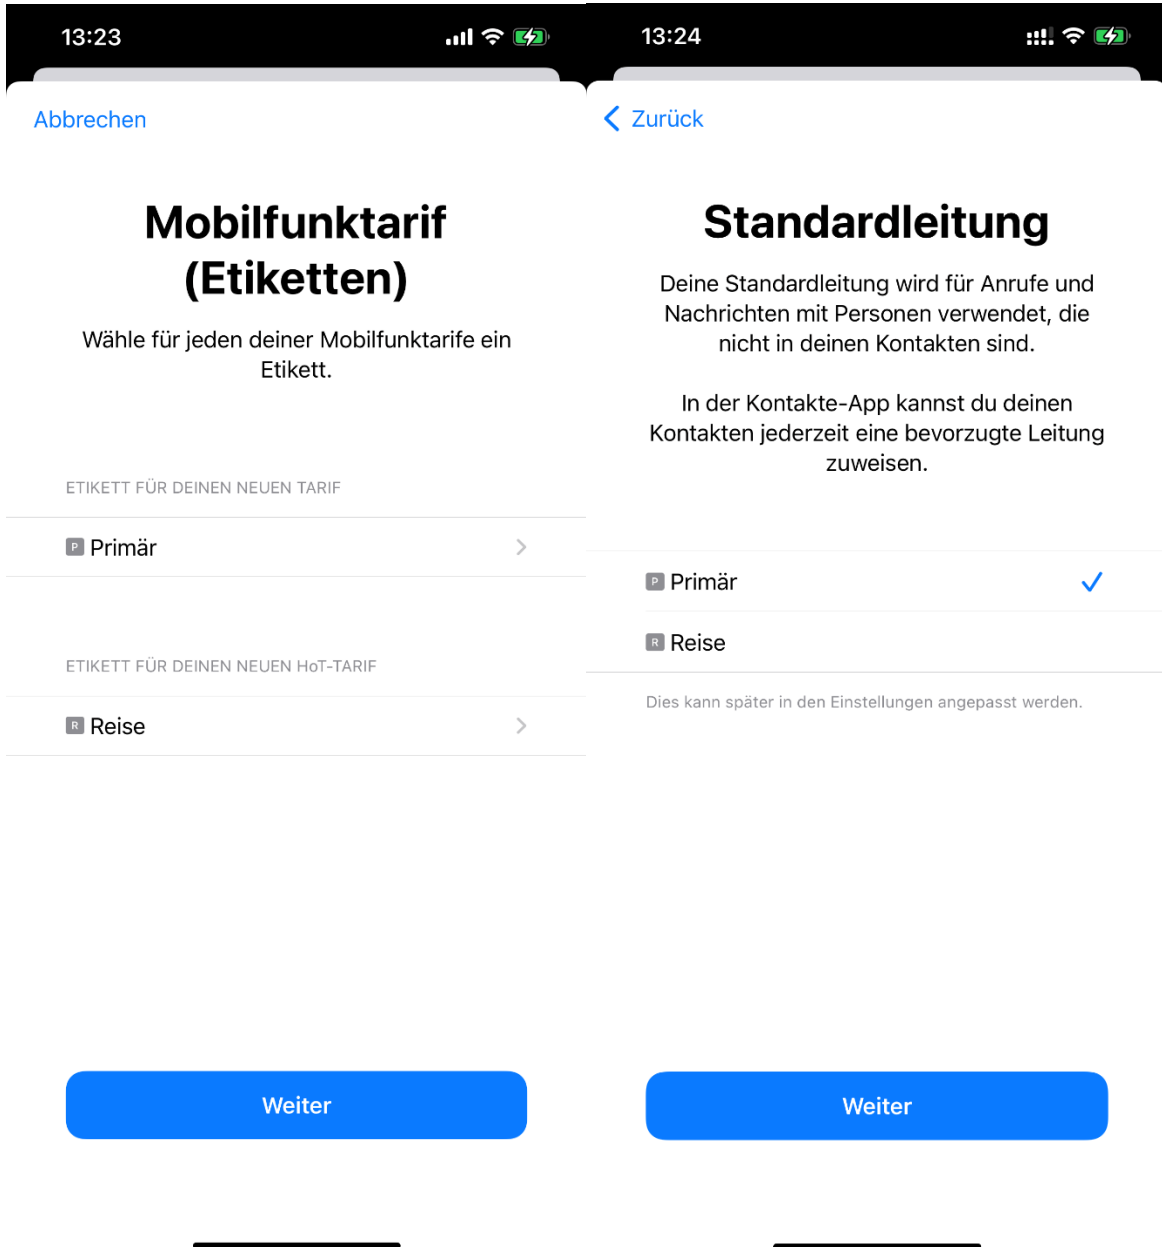 13:23
Abbrechen
Mobilfunktarif
(Etiketten)
Wähle für jeden deiner Mobilfunktarife ein
Etikett.
ETIKETT FÜR DEINEN NEUEN TARIF
P Primär
ETIKETT FÜR DEINEN NEUEN HoT-TARIF
R Reise
Weiter
13:24
Zurück
Standardleitung
Deine Standardleitung wird für Anrufe und
Nachrichten mit Personen verwendet, die
nicht in deinen Kontakten sind.
In der Kontakte-App kannst du deinen
Kontakten jederzeit eine bevorzugte Leitung
zuweisen.
P Primär
R Reise
Dies kann später in den Einstellungen angepasst werden.
Weiter